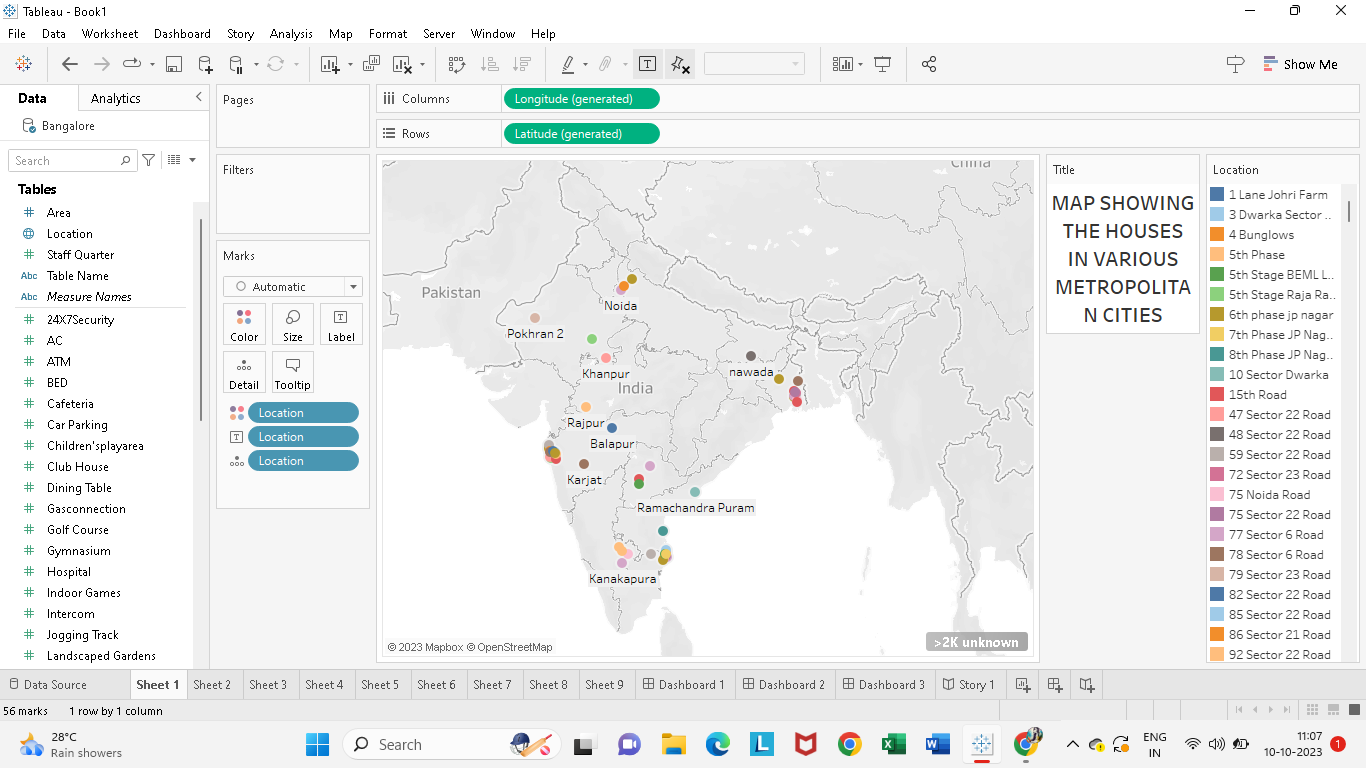 Tableau - Book1
File Data Worksheet Dashboard Story Analysis Map Format Server Window Help
Show Me
Data Analytics
Bangalore
Search
Tables
Area
Location
Staff Quarter
Abc Table Name
Abc Measure Names
24X7Security
AC
ATM
BED
Cafeteria
Car Parking
Children'splayarea
Club House
Dining Table
Gasconnection
Golf Course
Gymnasium
Hospital
Indoor Games
Intercom
Jogging Track
Landscaped Gardens
Pages
Filters
Marks
Automatic
Color Size Label
Detail Tooltip
Location
Location
Location
Columns Longitude (generated)
Rows Latitude (generated)
China
Pakistan
Noida
Pokhran 2
Khanpur
nawada
India
Rajpur
Balapur
Karjat
Ramachandra Puram
Kanakapura
© 2023 Mapbox © OpenStreetMap
>2K unknown
Title
MAP SHOWING
THE HOUSES
IN VARIOUS
METROPOLITA
N CITIES
Location
1 Lane Johri Farm
3 Dwarka Sector ..
4 Bunglows
5th Phase
5th Stage BEML L..
5th Stage Raja Ra..
6th phase jp nagar
7th Phase JP Nag..
8th Phase JP Nag..
10 Sector Dwarka
15th Road
47 Sector 22 Road
48 Sector 22 Road
59 Sector 22 Road
72 Sector 23 Road
75 Noida Road
75 Sector 22 Road
77 Sector 6 Road
78 Sector 6 Road
79 Sector 23 Road
82 Sector 22 Road
85 Sector 22 Road
86 Sector 21 Road
92 Sector 22 Road
Data Source Sheet 1 Sheet 2 Sheet 3 Sheet 4 Sheet 5 Sheet 6 Sheet 7 Sheet 8 Sheet 9 Dashboard 1 Dashboard 2 Dashboard 3 Story 1
56 marks 1 row by 1 column
28°C
Rain showers
Search
ENG
IN
11:07
10-10-2023
1